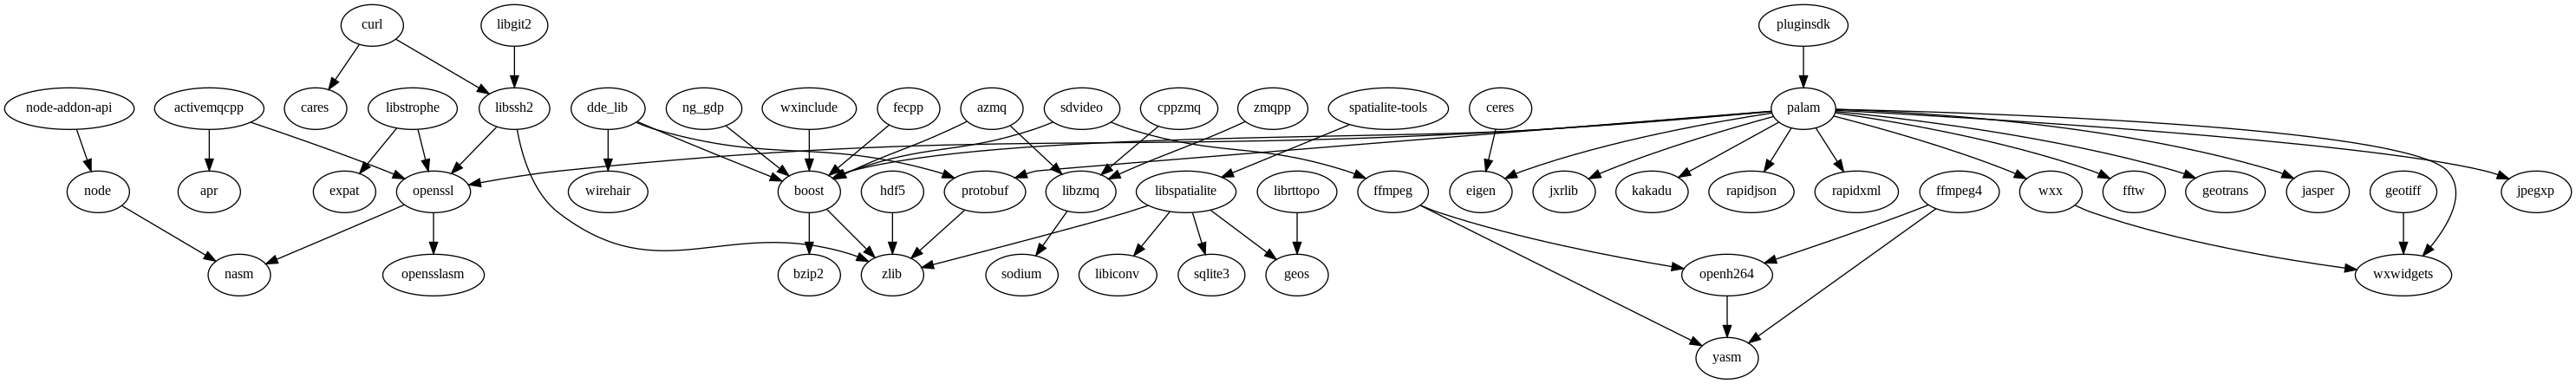 curl
libgit2
pluginsdk
node-addon-api
activemqcpp
cares
libstrophe
libssh2
dde_lib
ng_gdp
wxinclude
fecpp
azmq
sdvideo
cppzmq
zmqpp
spatialite-tools
ceres
palam
node
apr
expat
openssl
wirehair
boost
hdf5
protobuf
libzmq
libspatialite
librttopo
ffmpeg
eigen
jxrlib
kakadu
rapidjson
rapidxml
ffmpeg4
wxx
fftw
geotrans
jasper
geotiff
jpegxp
nasm
opensslasm
bzip2
zlib
sodium
libiconv
sqlite3
geos
openh264
wxwidgets
yasm